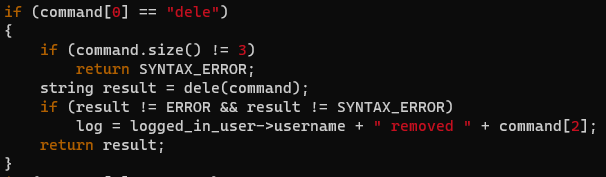 if (command[0] == "dele")
{
    if (command.size() != 3)
        return SYNTAX_ERROR;
    string result = dele(command);
    if (result != ERROR && result != SYNTAX_ERROR)
        log = logged_in_user->username + " removed " + command[2];
    return result;
}